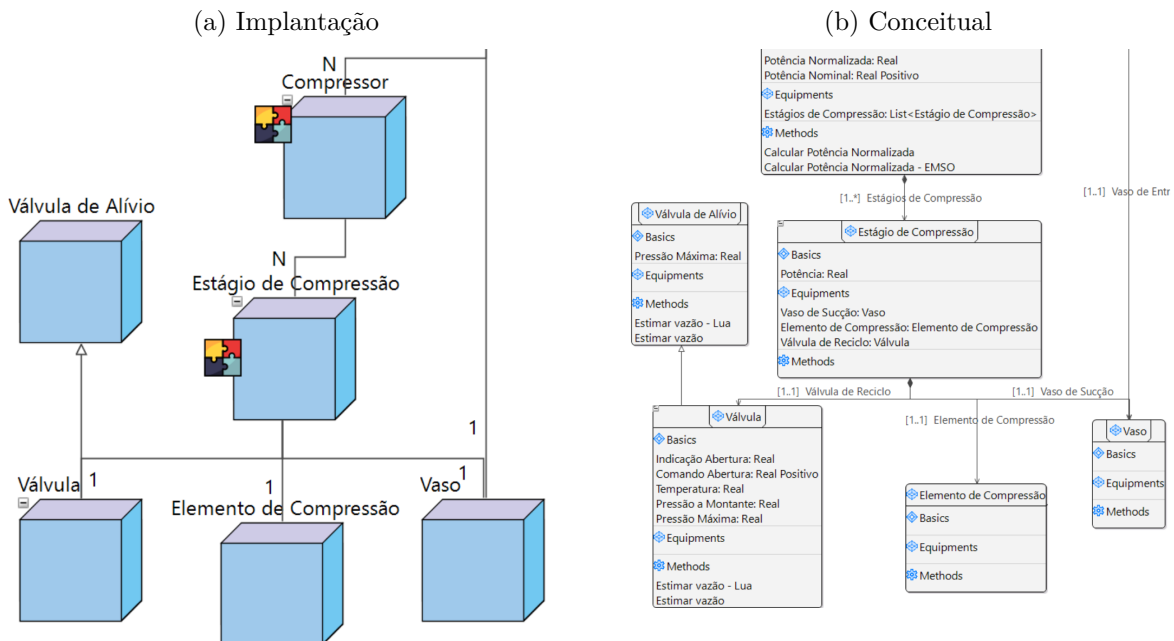 (a) Implantação
N
Compressor
Válvula de Alívio
N
Estágio de Compressão
1
Válvula
1
1
Elemento de Compressão
Vaso
1
(b) Conceitual
Potência Normalizada: Real
Potência Nominal: Real Positivo
Equipments
Estágios de Compressão: List<Estágio de Compressão>
Methods
Calcular Potência Normalizada
Calcular Potência Normalizada - EMSO
[1..*] Estágios de Compressão
[1..1] Vaso de Entr
Válvula de Alívio
Basics
Pressão Máxima: Real
Equipments
Methods
Estimar vazão - Lua
Estimar vazão
Estágio de Compressão
Basics
Potência: Real
Equipments
Vaso de Sucção: Vaso
Elemento de Compressão: Elemento de Compressão
Válvula de Reciclo: Válvula
Methods
[1..1] Válvula de Reciclo
[1..1] Vaso de Sucção
[1..1] Elemento de Compressão
Válvula
Basics
Indicação Abertura: Real
Comando Abertura: Real Positivo
Temperatura: Real
Pressão a Montante: Real
Pressão Máxima: Real
Equipments
Methods
Estimar vazão - Lua
Estimar vazão
Elemento de Compressão
Basics
Equipments
Methods
Vaso
Basics
Equipments
Methods